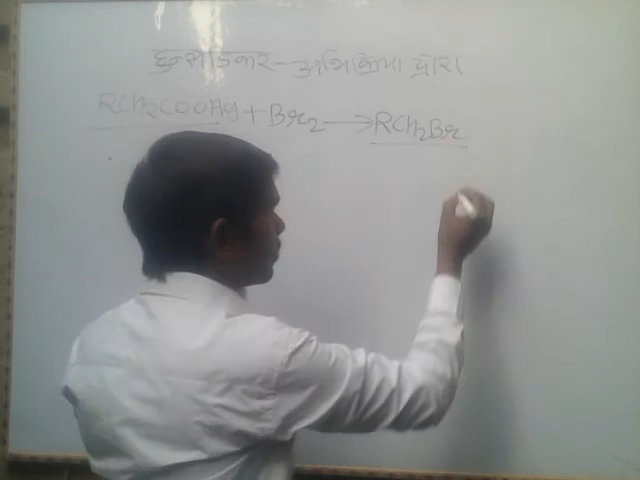 हुन्सडिकर - अभिक्रिया द्वारा
RCH2COOAg + Br2 → RCH2Br